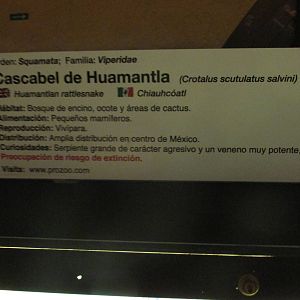 rden: Squamata; Familia: Viperidae
Cascabel de Huamantla (Crotalus scutulatus salvini)
Huamantlan rattlesnake Chiauhcóatl
Hábitat: Bosque de encino, ocote y áreas de cactus.
Alimentación: Pequeños mamíferos.
Reproducción: Vivípara.
Distribución: Amplia distribución en centro de México.
Curiosidades: Serpiente grande de carácter agresivo y un veneno muy potente,
Preocupación de riesgo de extinción.
Visita: www.prozoo.com